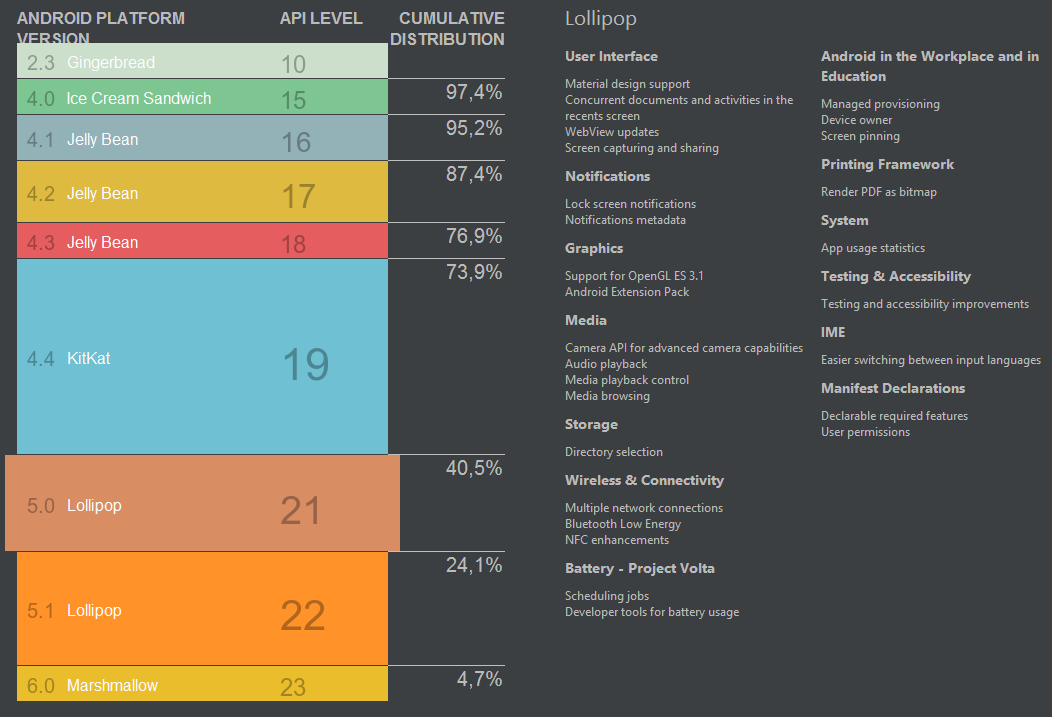 ANDROID PLATFORM
VERSION
API LEVEL
CUMULATIVE
DISTRIBUTION
2.3 Gingerbread 10
97,4%
4.0 Ice Cream Sandwich 15
95,2%
4.1 Jelly Bean 16
87,4%
4.2 Jelly Bean 17
76,9%
4.3 Jelly Bean 18
73,9%
4.4 KitKat 19
40,5%
5.0 Lollipop 21
24,1%
5.1 Lollipop 22
4,7%
6.0 Marshmallow 23
Lollipop
User Interface
Material design support
Concurrent documents and activities in the
recents screen
WebView updates
Screen capturing and sharing
Notifications
Lock screen notifications
Notifications metadata
Graphics
Support for OpenGL ES 3.1
Android Extension Pack
Media
Camera API for advanced camera capabilities
Audio playback
Media playback control
Media browsing
Storage
Directory selection
Wireless & Connectivity
Multiple network connections
Bluetooth Low Energy
NFC enhancements
Battery - Project Volta
Scheduling jobs
Developer tools for battery usage
Android in the Workplace and in
Education
Managed provisioning
Device owner
Screen pinning
Printing Framework
Render PDF as bitmap
System
App usage statistics
Testing & Accessibility
Testing and accessibility improvements
IME
Easier switching between input languages
Manifest Declarations
Declarable required features
User permissions